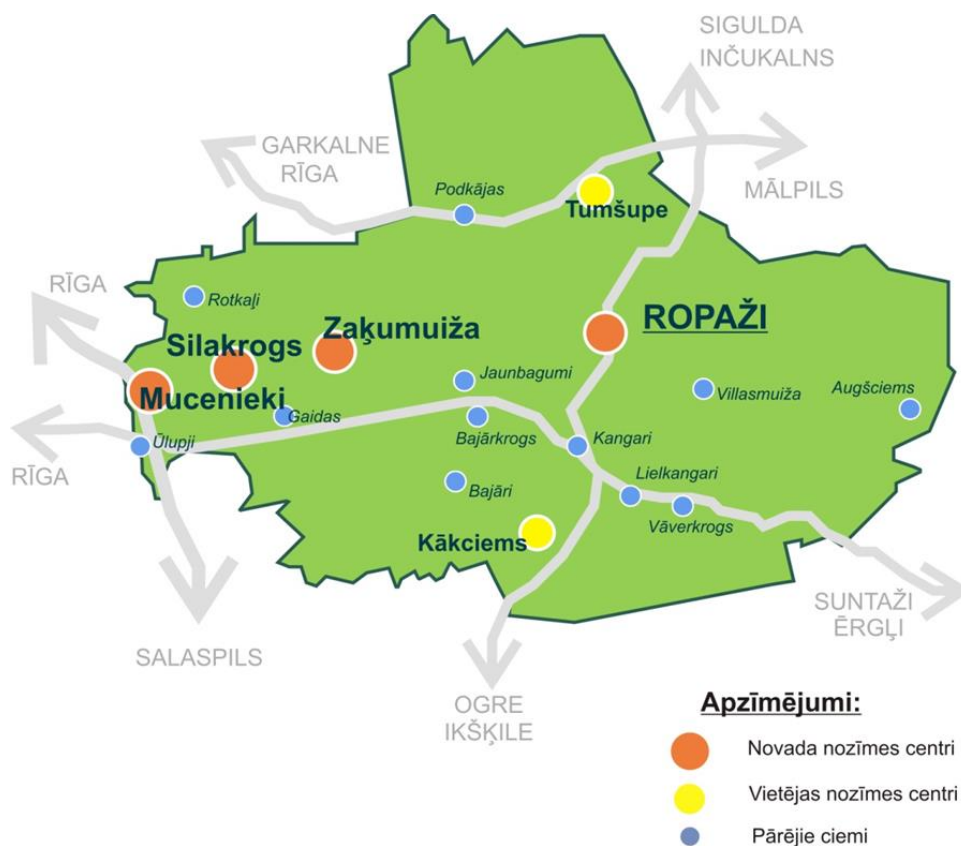 SIGULDA
INČUKALNS
GARKALNE
RĪGA
MĀLPILS
Podkājas
Tumšupe
RĪGA
Rotkaļi
ROPAŽI
Zaķumuiža
Silakrogs
Mucenieki
Jaunbagumi
Villasmuiža
Augšciems
Gaidas
Bajārkrogs
Ūlupji
Kangari
RĪGA
Lielkangari
Bajāri
Vāverkrogs
Kākciems
SUNTAŽI
ĒRGĻI
SALASPILS
OGRE
IKŠĶILE
Apzīmējumi:
Novada nozīmes centri
Vietējas nozīmes centri
Pārējie ciemi